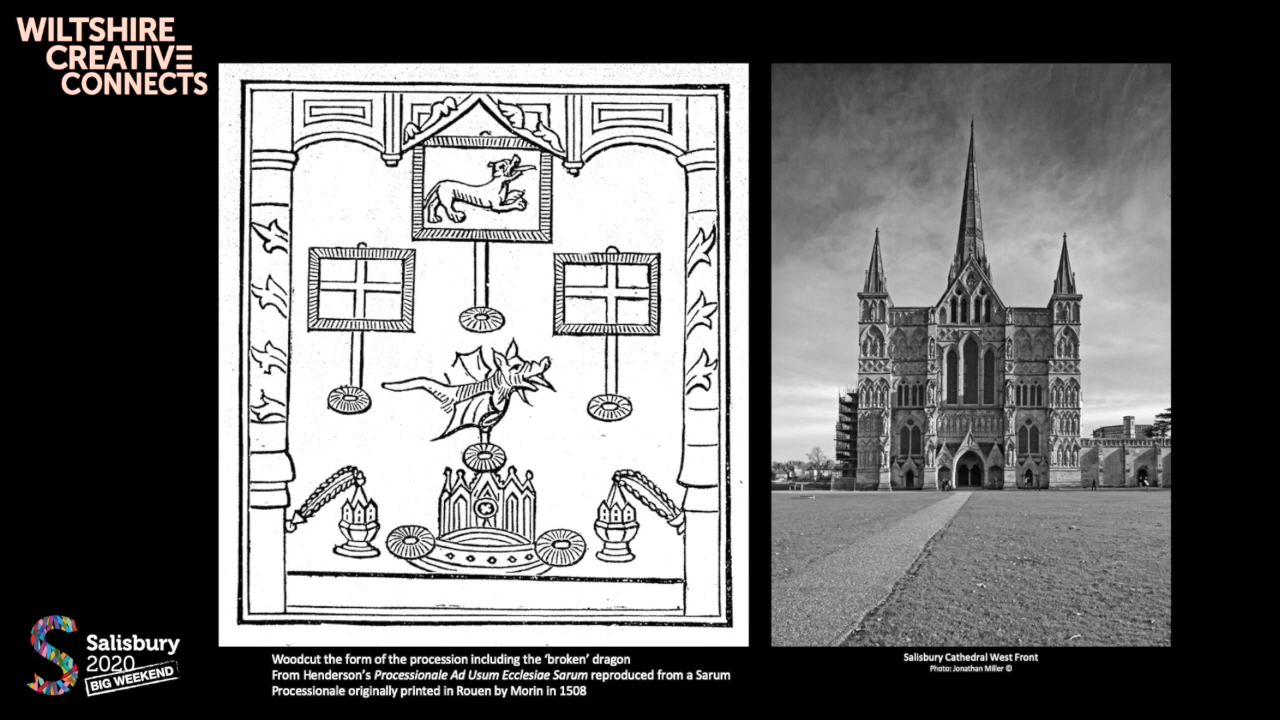 WILTSHIRE
CREATIVE
CONNECTS
Woodcut the form of the procession including the 'broken' dragon
From Henderson's Processionale Ad Usum Ecclesiae Sarum reproduced from a Sarum
Processionale originally printed in Rouen by Morin in 1508
Salisbury Cathedral West Front
Photo: Jonathan Miller ©
Salisbury
2020
BIG WEEKEND